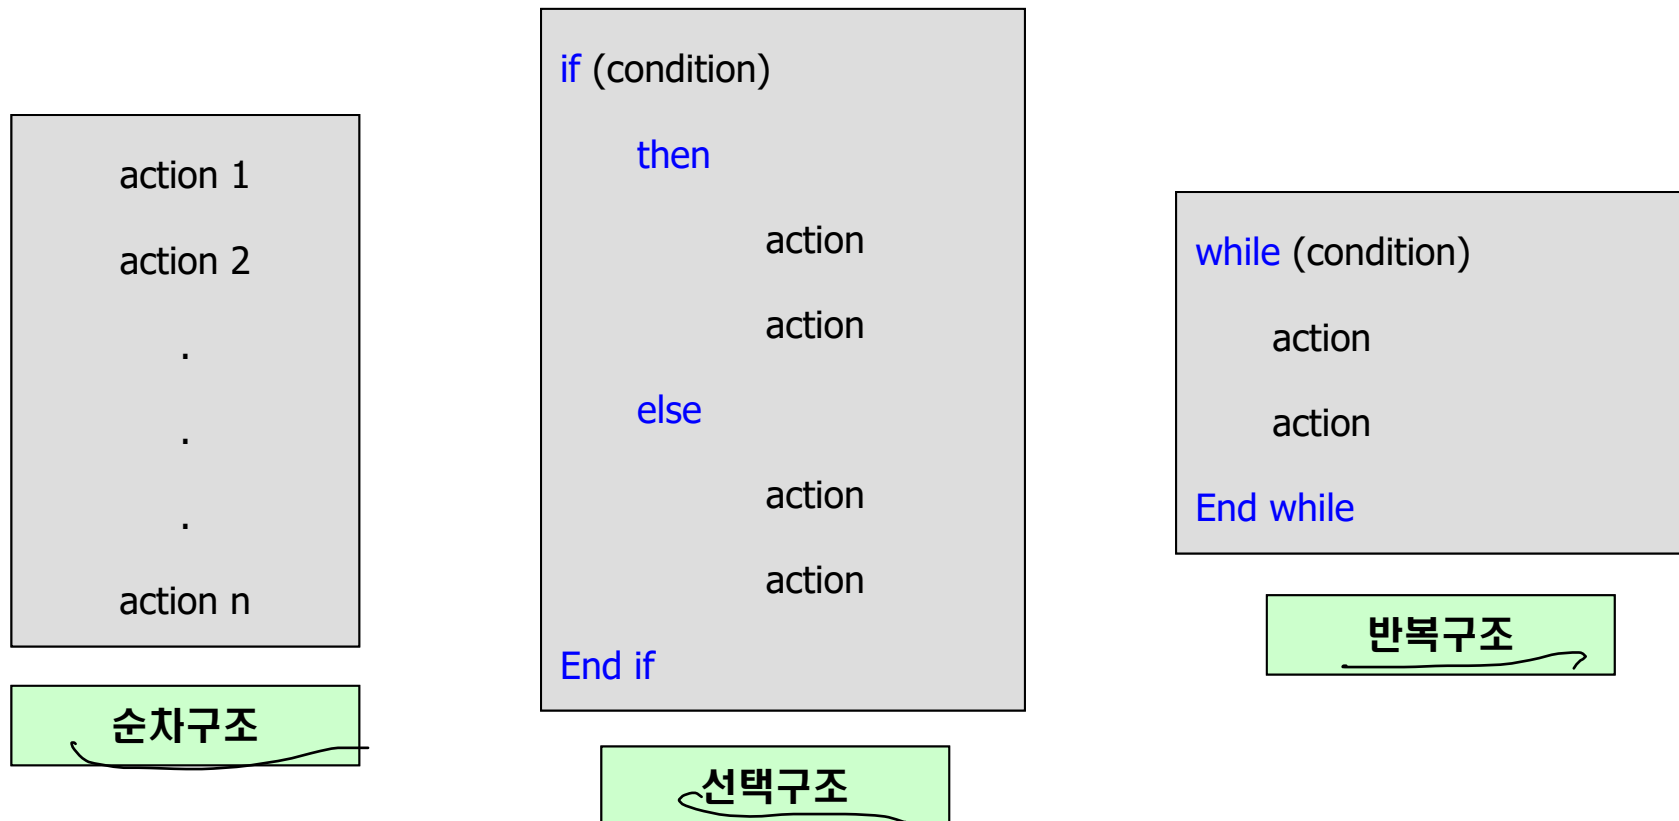 action 1
action 2
.
.
.
action n
순차구조
if (condition)
then
action
action
else
action
action
End if
선택구조
while (condition)
action
action
End while
반복구조